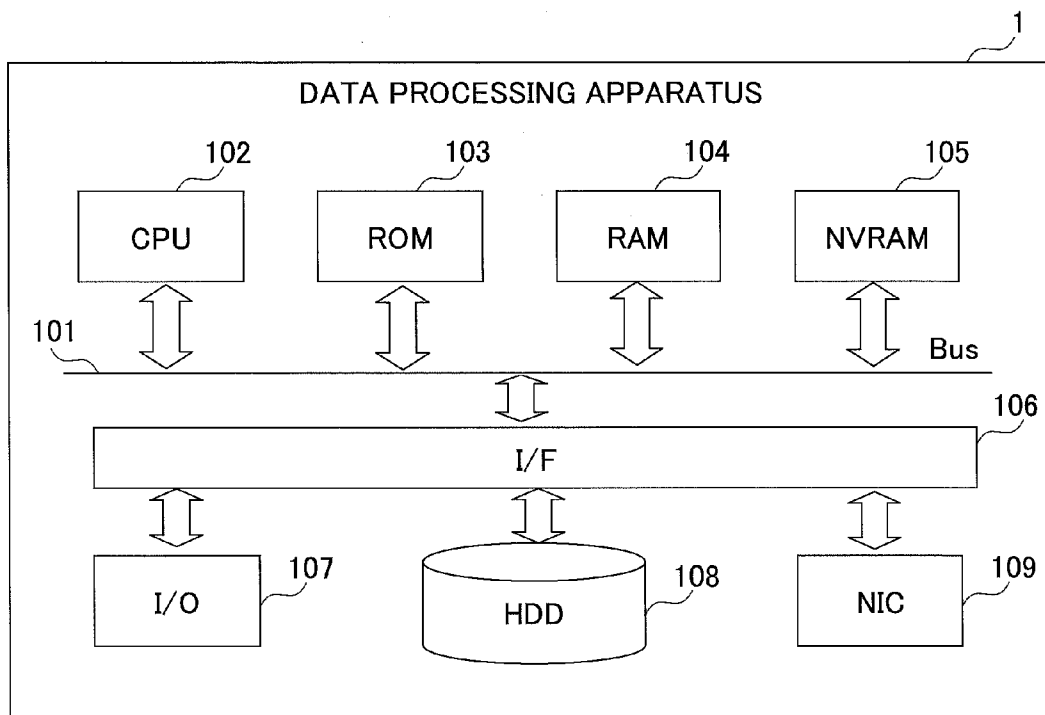 1
DATA PROCESSING APPARATUS
102
103
104
105
CPU
ROM
RAM
NVRAM
101
Bus
106
I/F
107
108
109
I/O
HDD
NIC